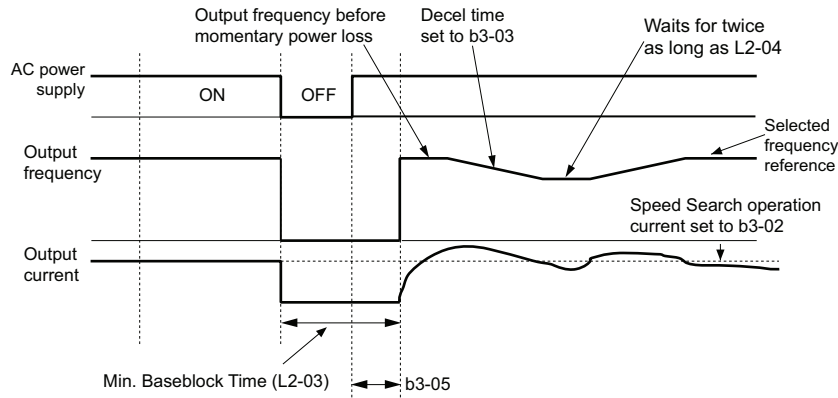 Output frequency before
momentary power loss
Decel time
set to b3-03
Waits for twice
as long as L2-04
AC power
supply
ON
OFF
Output
frequency
Selected
frequency
reference
Speed Search operation
current set to b3-02
Output
current
Min. Baseblock Time (L2-03)
b3-05